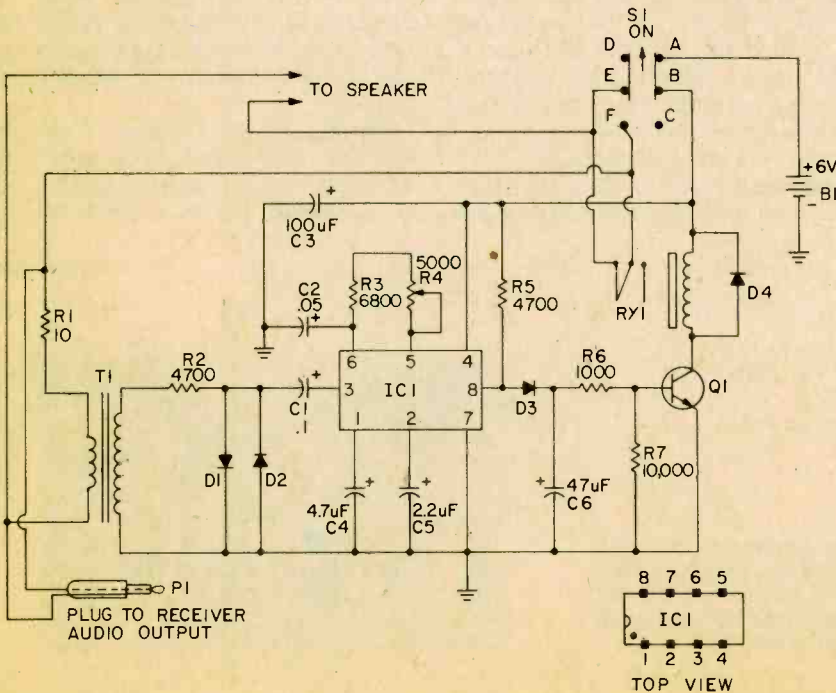 S1
ON
D A
E B
F C
TO SPEAKER
+6V
B1
-
+
100uF
C3
5000
R4
C2
.05
+
R3
6800
R5
4700
RY1
D4
R1
10
T1
R2
4700
6 5 4
3 IC1 8
1 2 7
+
C1
.1
D3
R6
1000
Q1
D1
D2
+
4.7uF
C4
+
2.2uF
C5
+
47uF
C6
R7
10,000
P1
PLUG TO RECEIVER
AUDIO OUTPUT
8 7 6 5
IC1
1 2 3 4
TOP VIEW